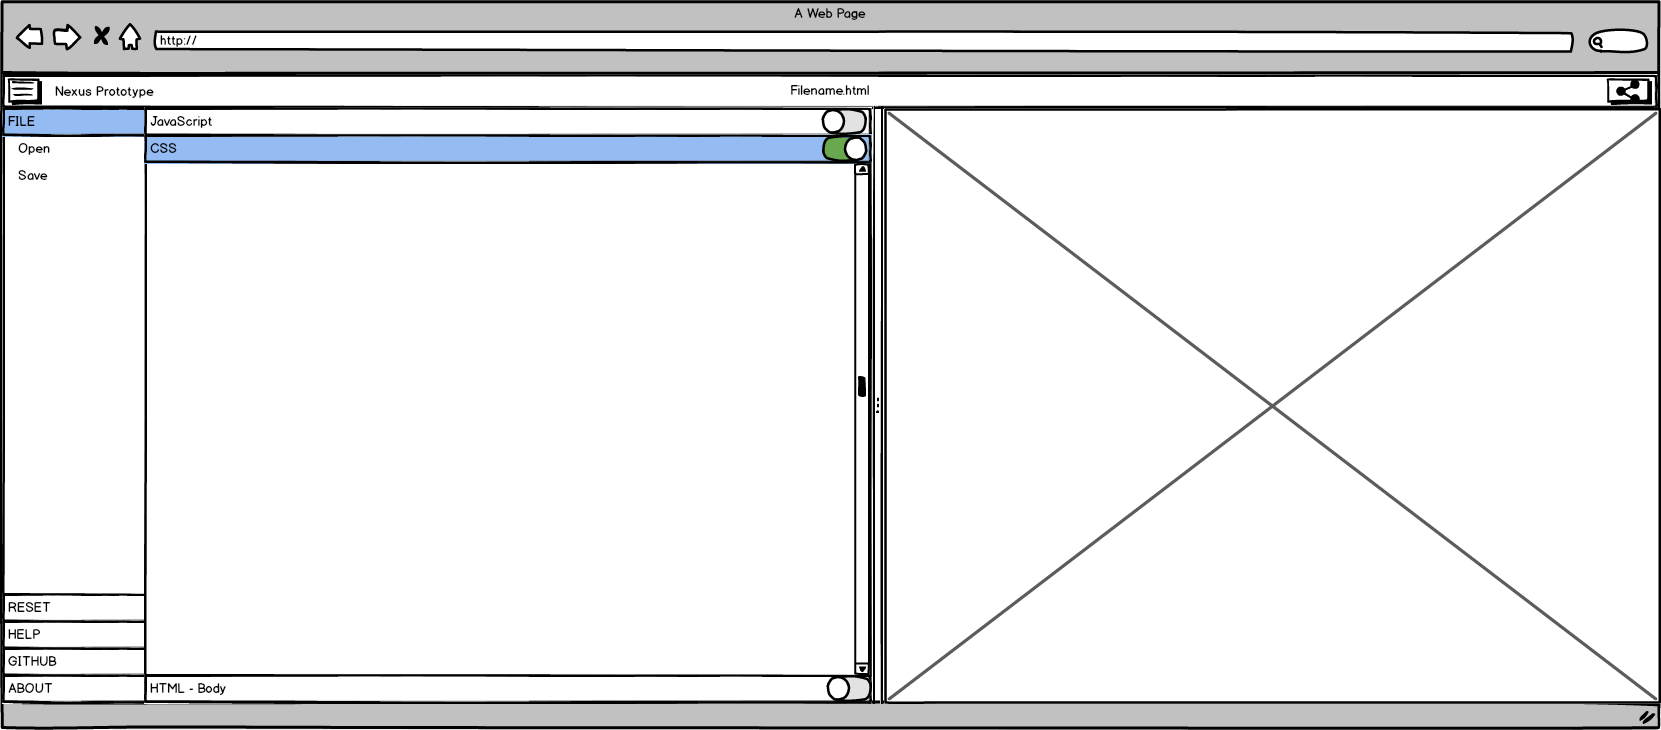 A Web Page
http://
Nexus Prototype
Filename.html
FILE
JavaScript
Open
CSS
Save
RESET
HELP
GITHUB
ABOUT
HTML - Body